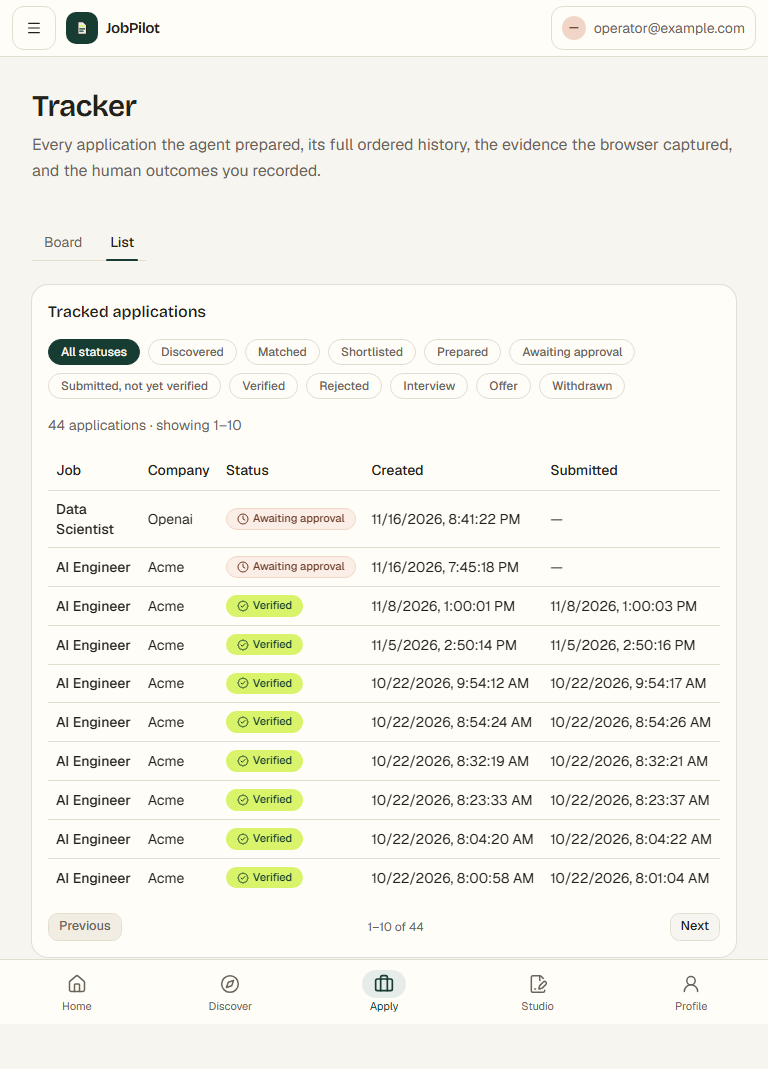 JobPilot
operator@example.com
Tracker
Every application the agent prepared, its full ordered history, the evidence the browser captured,
and the human outcomes you recorded.
Board List
Tracked applications
All statuses Discovered Matched Shortlisted Prepared Awaiting approval
Submitted, not yet verified Verified Rejected Interview Offer Withdrawn
44 applications · showing 1–10
Job Company Status Created Submitted
Data
Scientist Openai Awaiting approval 11/16/2026, 8:41:22 PM —
AI Engineer Acme Awaiting approval 11/16/2026, 7:45:18 PM —
AI Engineer Acme Verified 11/8/2026, 1:00:01 PM 11/8/2026, 1:00:03 PM
AI Engineer Acme Verified 11/5/2026, 2:50:14 PM 11/5/2026, 2:50:16 PM
AI Engineer Acme Verified 10/22/2026, 9:54:12 AM 10/22/2026, 9:54:17 AM
AI Engineer Acme Verified 10/22/2026, 8:54:24 AM 10/22/2026, 8:54:26 AM
AI Engineer Acme Verified 10/22/2026, 8:32:19 AM 10/22/2026, 8:32:21 AM
AI Engineer Acme Verified 10/22/2026, 8:23:33 AM 10/22/2026, 8:23:37 AM
AI Engineer Acme Verified 10/22/2026, 8:04:20 AM 10/22/2026, 8:04:22 AM
AI Engineer Acme Verified 10/22/2026, 8:00:58 AM 10/22/2026, 8:01:04 AM
Previous 1–10 of 44 Next
Home Discover Apply Studio Profile